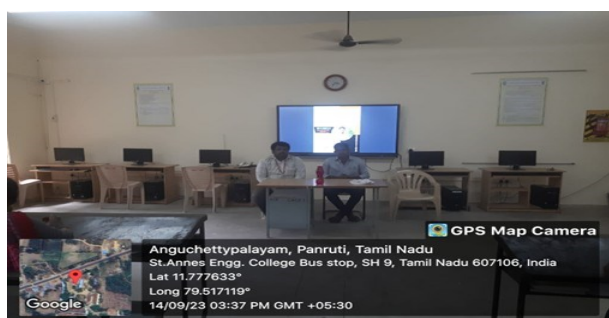 GPS Map Camera
Anguchettypalayam, Panruti, Tamil Nadu
St.Annes Engg. College Bus stop, SH 9, Tamil Nadu 607106, India
Lat 11.777633°
Long 79.517119°
14/09/23 03:37 PM GMT +05:30
Google